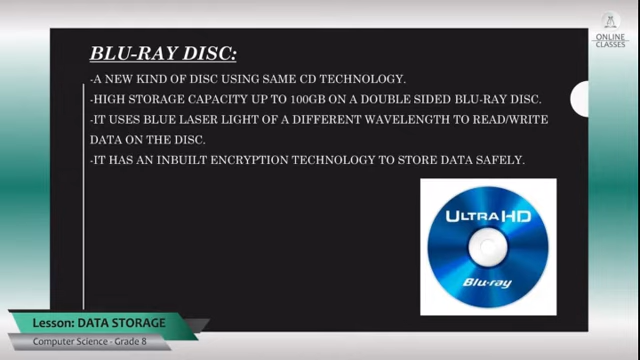 ONLINE
CLASSES
BLU-RAY DISC:
-A NEW KIND OF DISC USING SAME CD TECHNOLOGY.
-HIGH STORAGE CAPACITY UP TO 100GB ON A DOUBLE SIDED BLU-RAY DISC.
-IT USES BLUE LASER LIGHT OF A DIFFERENT WAVELENGTH TO READ/WRITE
DATA ON THE DISC.
-IT HAS AN INBUILT ENCRYPTION TECHNOLOGY TO STORE DATA SAFELY.
ULTRA HD
Blu-ray
Lesson: DATA STORAGE
Computer Science - Grade 8